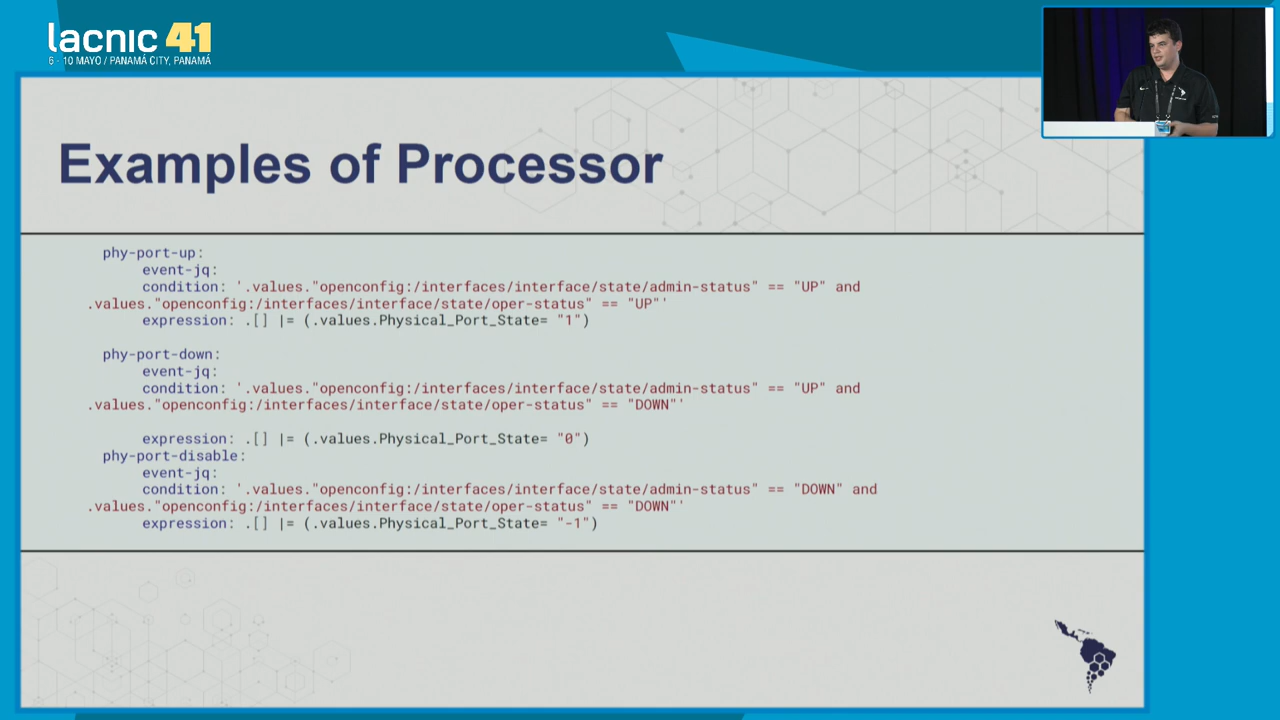 lacnic 41
6 - 10 MAYO / PANAMÁ CITY, PANAMÁ
Examples of Processor
phy-port-up:
event-jq:
condition: '.values."openconfig:/interfaces/interface/state/admin-status" == "UP" and
.values."openconfig:/interfaces/interface/state/oper-status" == "UP"'
expression: .[] |= (.values.Physical_Port_State= "1")
phy-port-down:
event-jq:
condition: '.values."openconfig:/interfaces/interface/state/admin-status" == "UP" and
.values."openconfig:/interfaces/interface/state/oper-status" == "DOWN"'
expression: .[] |= (.values.Physical_Port_State= "0")
phy-port-disable:
event-jq:
condition: '.values."openconfig:/interfaces/interface/state/admin-status" == "DOWN" and
.values."openconfig:/interfaces/interface/state/oper-status" == "DOWN"'
expression: .[] |= (.values.Physical_Port_State= "-1")